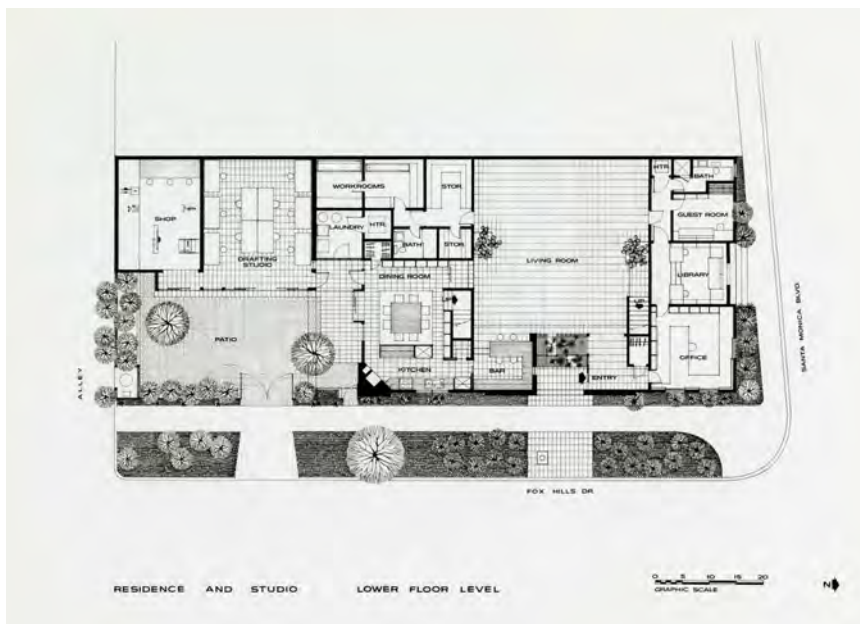 HTR.
BATH
WORKROOMS
STOR.
GUEST ROOM
SHOP
LAUNDRY
HTR.
BATH
STOR.
DRAFTING
STUDIO
LIVING ROOM
DINING ROOM
LIBRARY
UP
PATIO
OFFICE
KITCHEN
BAR
ENTRY
ALLEY
SANTA MONICA BLVD.
FOX HILLS DR.
RESIDENCE AND STUDIO LOWER FLOOR LEVEL
0 5 10 15 20
GRAPHIC SCALE
N